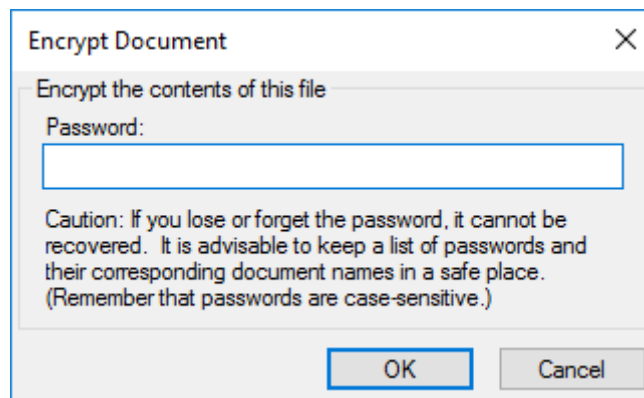 Encrypt Document
Encrypt the contents of this file
Password:
Caution: If you lose or forget the password, it cannot be
recovered.  It is advisable to keep a list of passwords and
their corresponding document names in a safe place.
(Remember that passwords are case-sensitive.)
OK Cancel